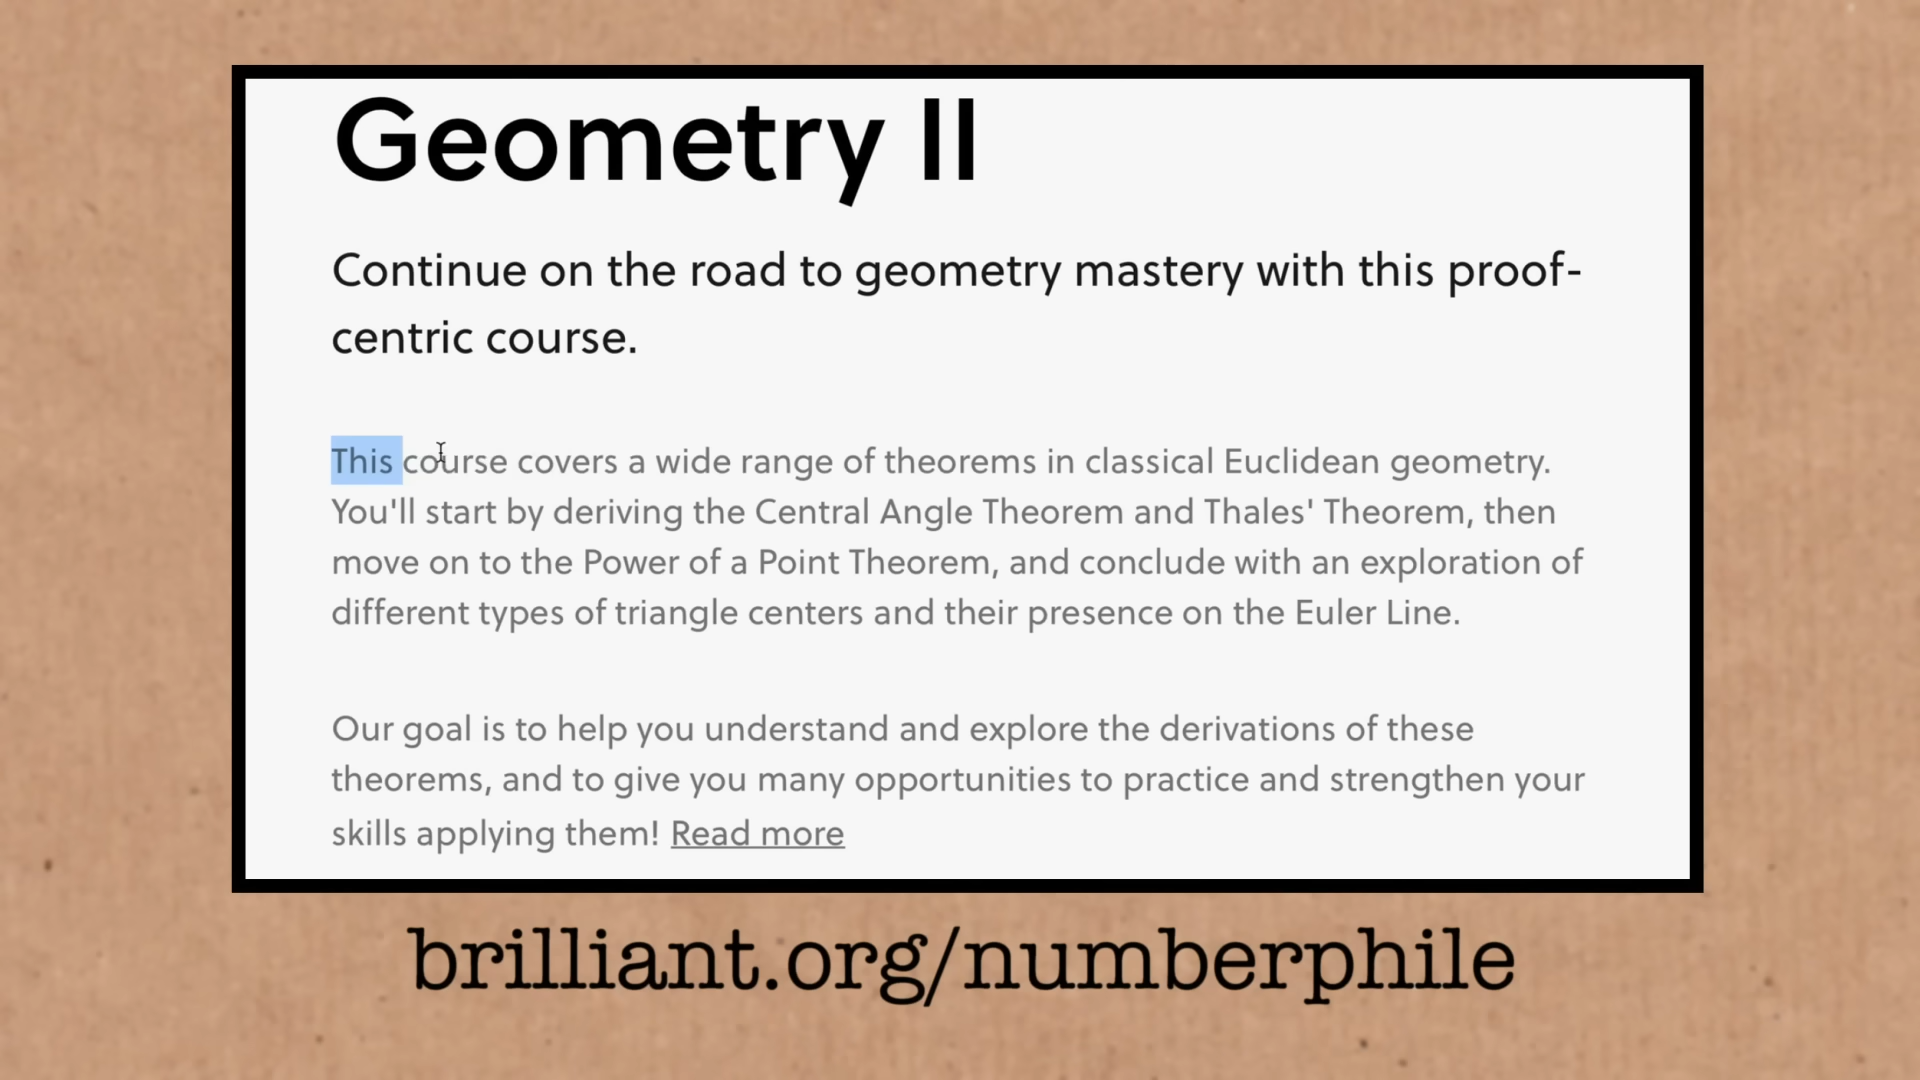 Geometry II
Continue on the road to geometry mastery with this proof-
centric course.
This course covers a wide range of theorems in classical Euclidean geometry.
You'll start by deriving the Central Angle Theorem and Thales' Theorem, then
move on to the Power of a Point Theorem, and conclude with an exploration of
different types of triangle centers and their presence on the Euler Line.
Our goal is to help you understand and explore the derivations of these
theorems, and to give you many opportunities to practice and strengthen your
skills applying them! Read more
brilliant.org/numberphile